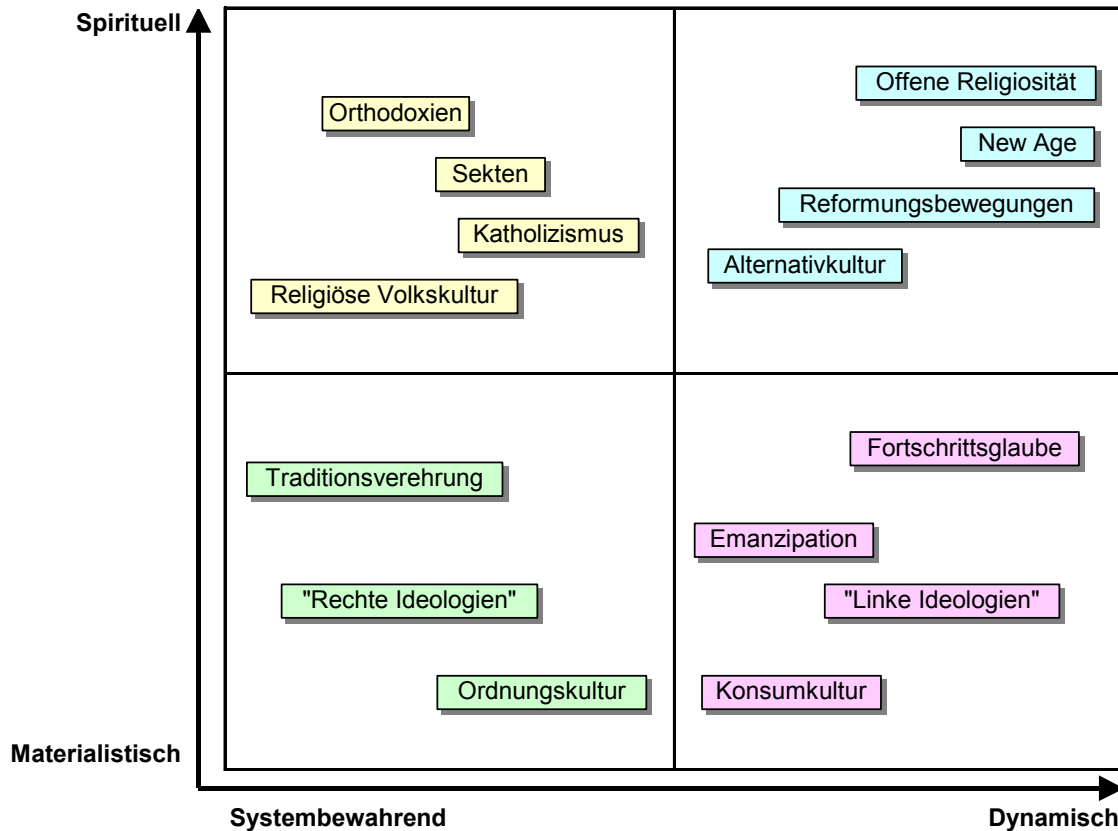 Spirituell
Orthodoxien
Sekten
Katholizismus
Religiöse Volkskultur
Offene Religiosität
New Age
Reformungsbewegungen
Alternativkultur
Traditionsverehrung
"Rechte Ideologien"
Ordnungskultur
Fortschrittsglaube
Emanzipation
"Linke Ideologien"
Konsumkultur
Materialistisch
Systembewahrend
Dynamisch